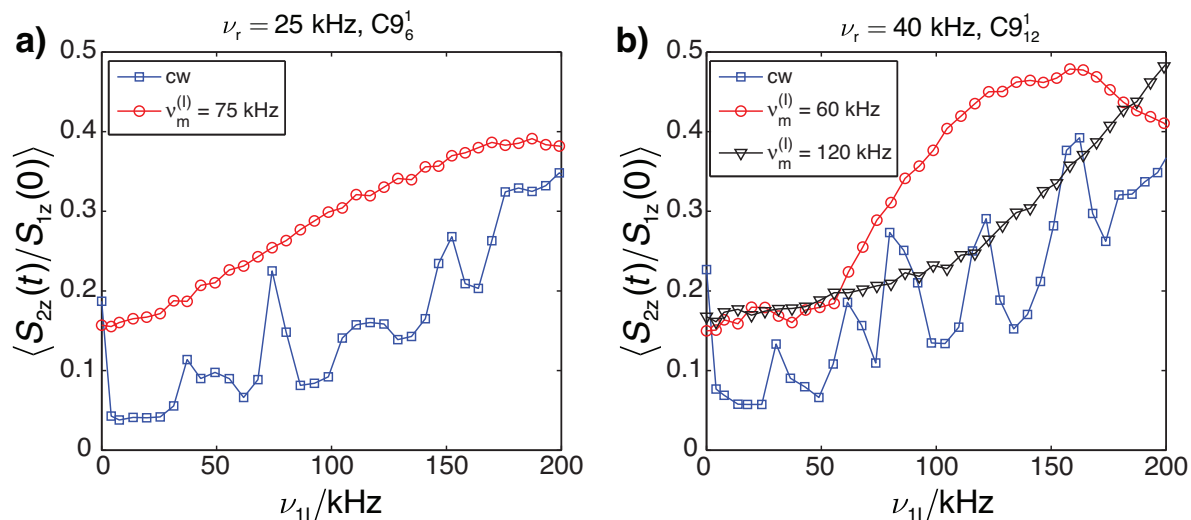 a)
ν_r = 25 kHz, C9_6^1
cw
ν_m^(I) = 75 kHz
0.5
0.4
0.3
0.2
0.1
0
⟨S_2z(t)/S_1z(0)⟩
0 50 100 150 200
ν_1I/kHz
b)
ν_r = 40 kHz, C9_12^1
cw
ν_m^(I) = 60 kHz
ν_m^(I) = 120 kHz
0.5
0.4
0.3
0.2
0.1
0
⟨S_2z(t)/S_1z(0)⟩
0 50 100 150 200
ν_1I/kHz